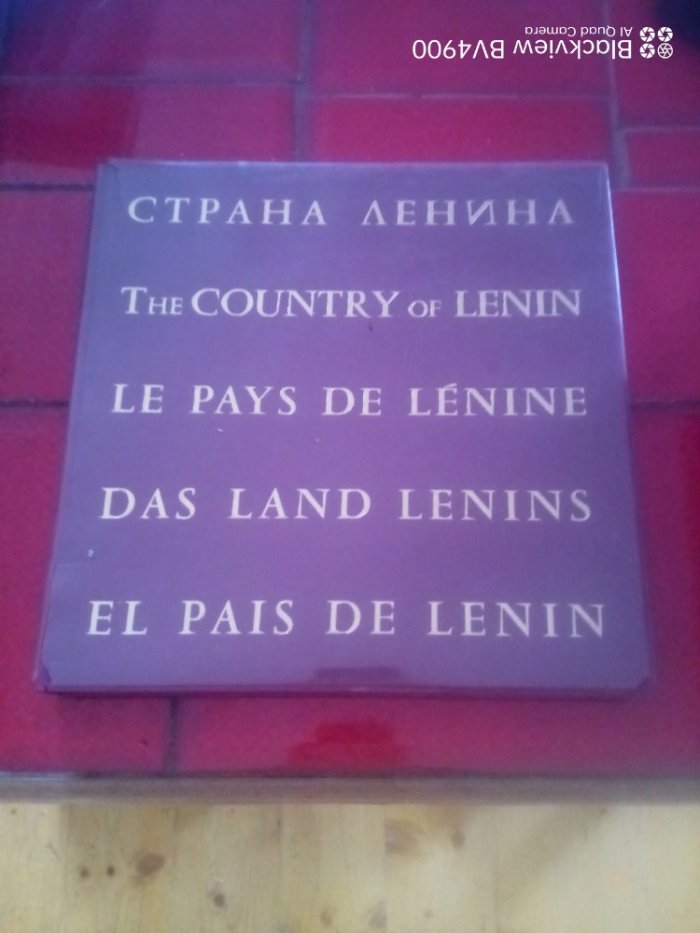 Blackview BV4900
AI Quad Camera
СТРАНА ЛЕНИНА
THE COUNTRY OF LENIN
LE PAYS DE LÉNINE
DAS LAND LENINS
EL PAIS DE LENIN